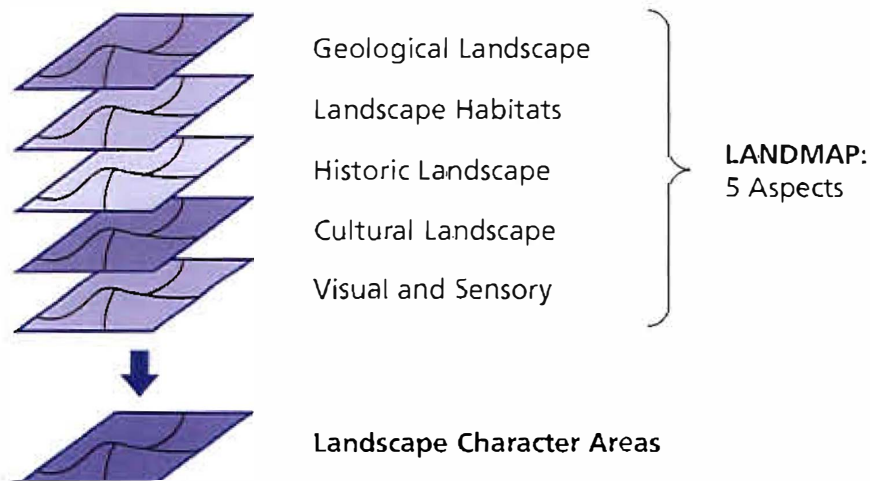 Geological Landscape
Landscape Habitats
Historic Landscape
Cultural Landscape
Visual and Sensory
LANDMAP:
5 Aspects
Landscape Character Areas